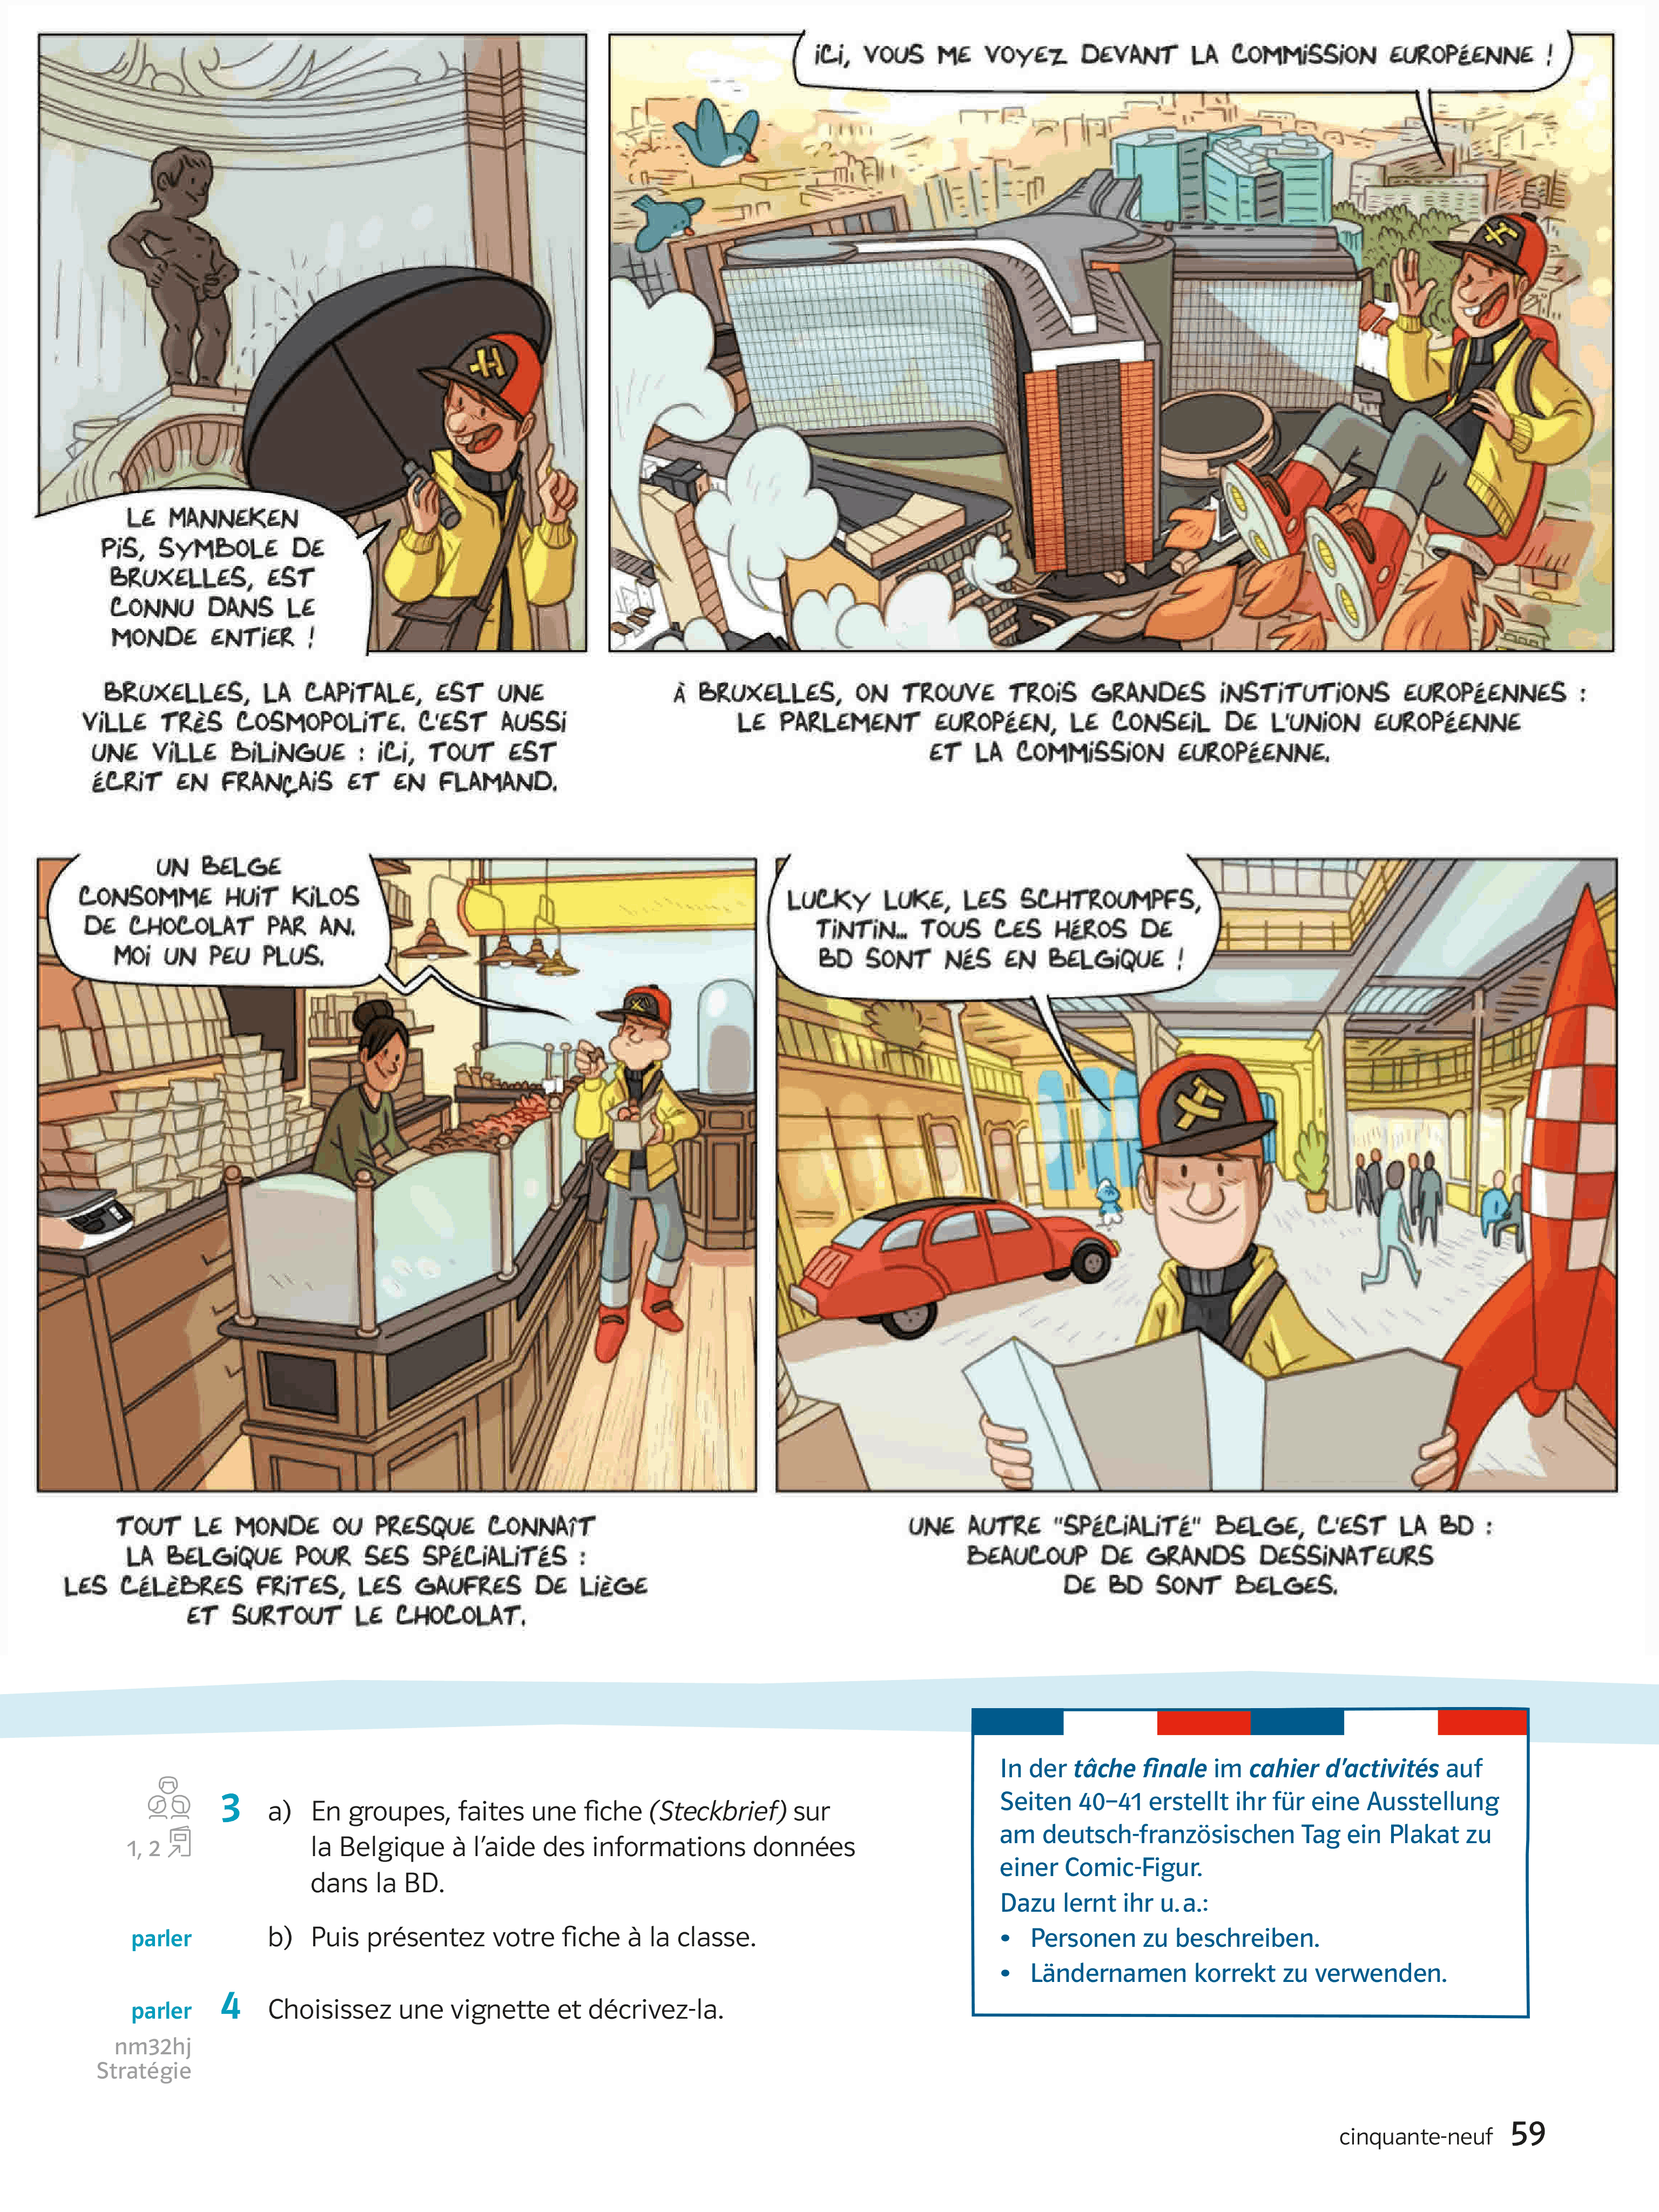 LE MANNEKEN
PIS, SYMBOLE DE
BRUXELLES, EST
CONNU DANS LE
MONDE ENTIER !
ICI, VOUS ME VOYEZ DEVANT LA COMMISSION EUROPÉENNE !
BRUXELLES, LA CAPITALE, EST UNE
VILLE TRÈS COSMOPOLITE. C'EST AUSSI
UNE VILLE BILINGUE : ICI, TOUT EST
ÉCRIT EN FRANÇAIS ET EN FLAMAND.
À BRUXELLES, ON TROUVE TROIS GRANDES INSTITUTIONS EUROPÉENNES :
LE PARLEMENT EUROPÉEN, LE CONSEIL DE L'UNION EUROPÉENNE
ET LA COMMISSION EUROPÉENNE.
UN BELGE
CONSOMME HUIT KILOS
DE CHOCOLAT PAR AN.
MOI UN PEU PLUS.
LUCKY LUKE, LES SCHTROUMPFS,
TINTIN... TOUS CES HÉROS DE
BD SONT NÉS EN BELGIQUE !
TOUT LE MONDE OU PRESQUE CONNAÎT
LA BELGIQUE POUR SES SPÉCIALITÉS :
LES CÉLÈBRES FRITES, LES GAUFRES DE LIÈGE
ET SURTOUT LE CHOCOLAT.
UNE AUTRE "SPÉCIALITÉ" BELGE, C'EST LA BD :
BEAUCOUP DE GRANDS DESSINATEURS
DE BD SONT BELGES.
3 a) En groupes, faites une fiche (Steckbrief) sur
1, 2 la Belgique à l'aide des informations données
dans la BD.
parler b) Puis présentez votre fiche à la classe.
parler 4 Choisissez une vignette et décrivez-la.
nm32hj
Stratégie
In der tâche finale im cahier d'activités auf
Seiten 40–41 erstellt ihr für eine Ausstellung
am deutsch-französischen Tag ein Plakat zu
einer Comic-Figur.
Dazu lernt ihr u. a.:
• Personen zu beschreiben.
• Ländernamen korrekt zu verwenden.
cinquante-neuf 59